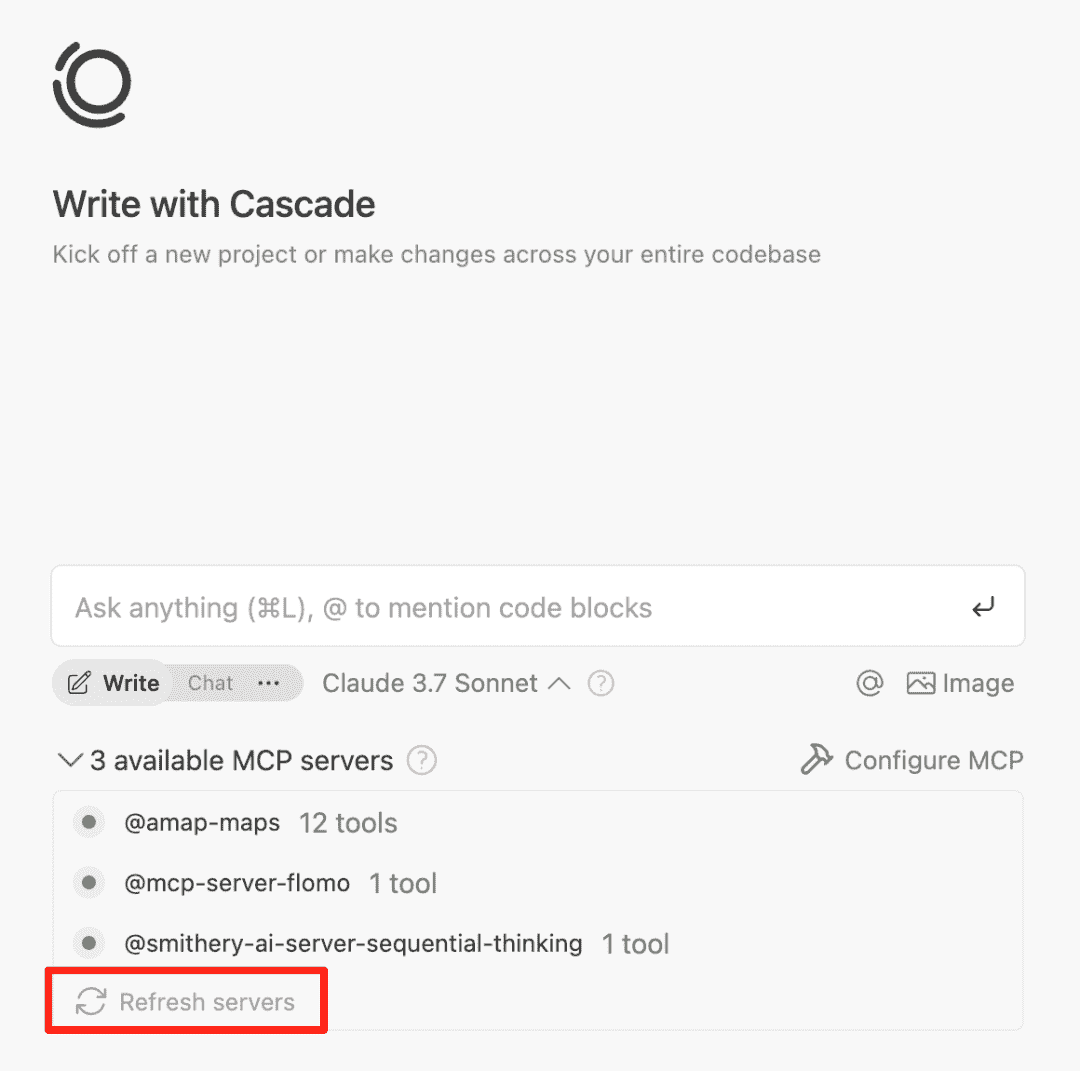 Write with Cascade
Kick off a new project or make changes across your entire codebase
Ask anything (⌘L), @ to mention code blocks
Write Chat ••• Claude 3.7 Sonnet ? @ Image
3 available MCP servers ? Configure MCP
@amap-maps 12 tools
@mcp-server-flomo 1 tool
@smithery-ai-server-sequential-thinking 1 tool
Refresh servers